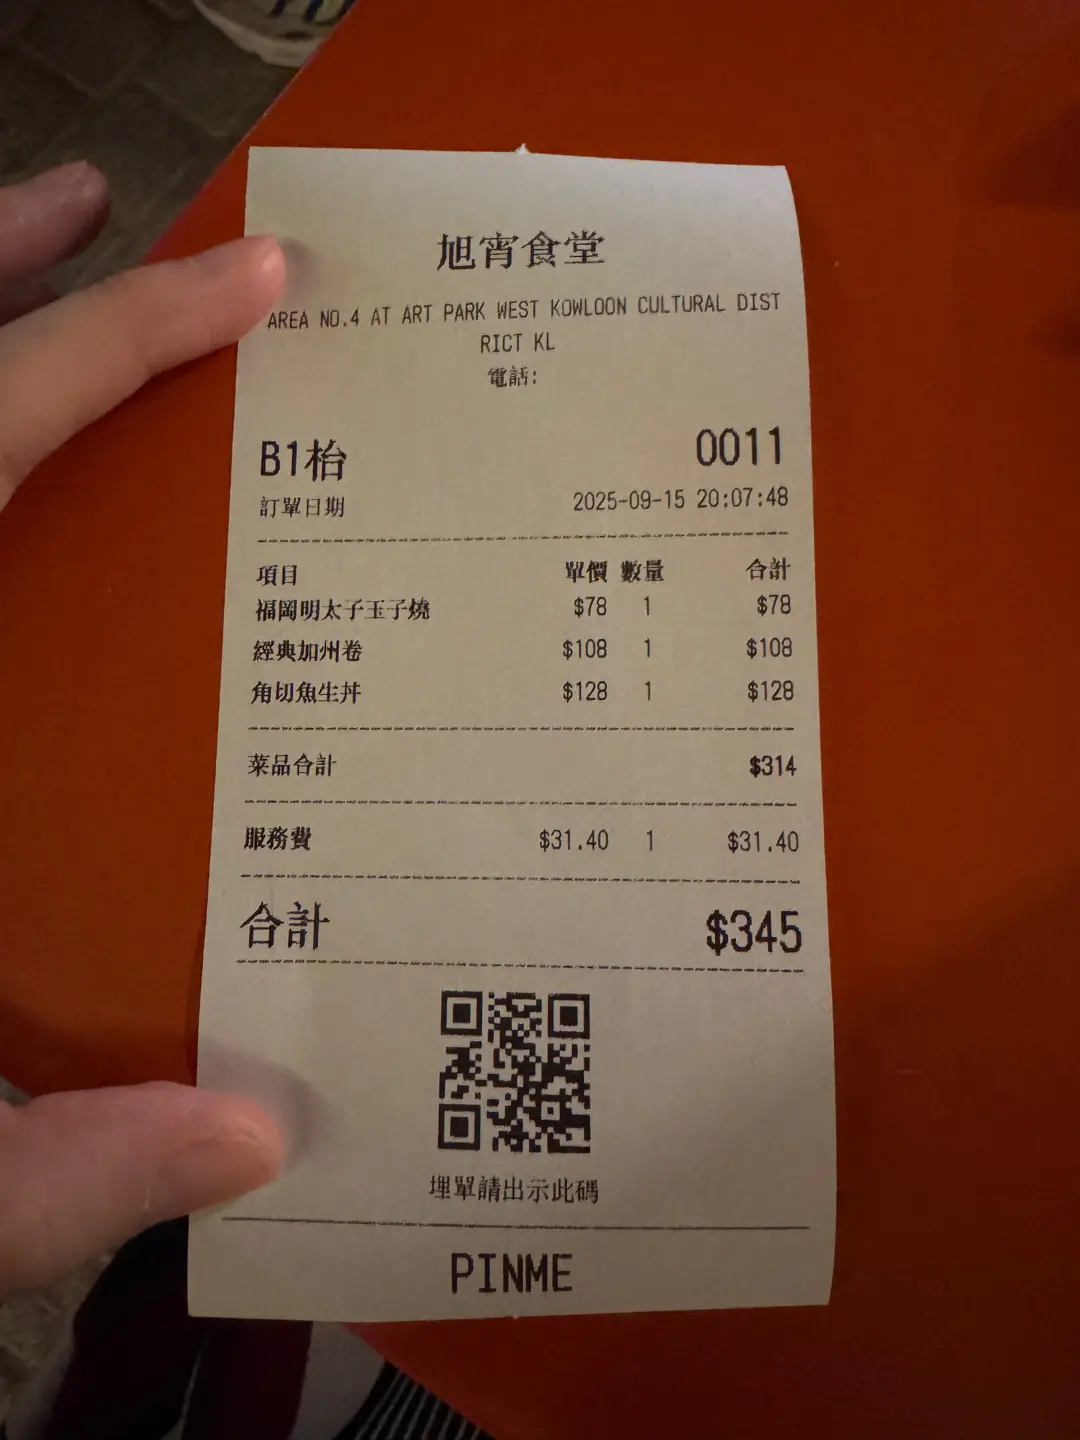 旭宵食堂
AREA NO.4 AT ART PARK WEST KOWLOON CULTURAL DIST
RICT KL
電話:
B1枱 0011
訂單日期 2025-09-15 20:07:48
項目 單價 數量 合計
福岡明太子玉子燒 $78 1 $78
經典加州卷 $108 1 $108
角切魚生丼 $128 1 $128
菜品合計 $314
服務費 $31.40 1 $31.40
合計 $345
埋單請出示此碼
PINME